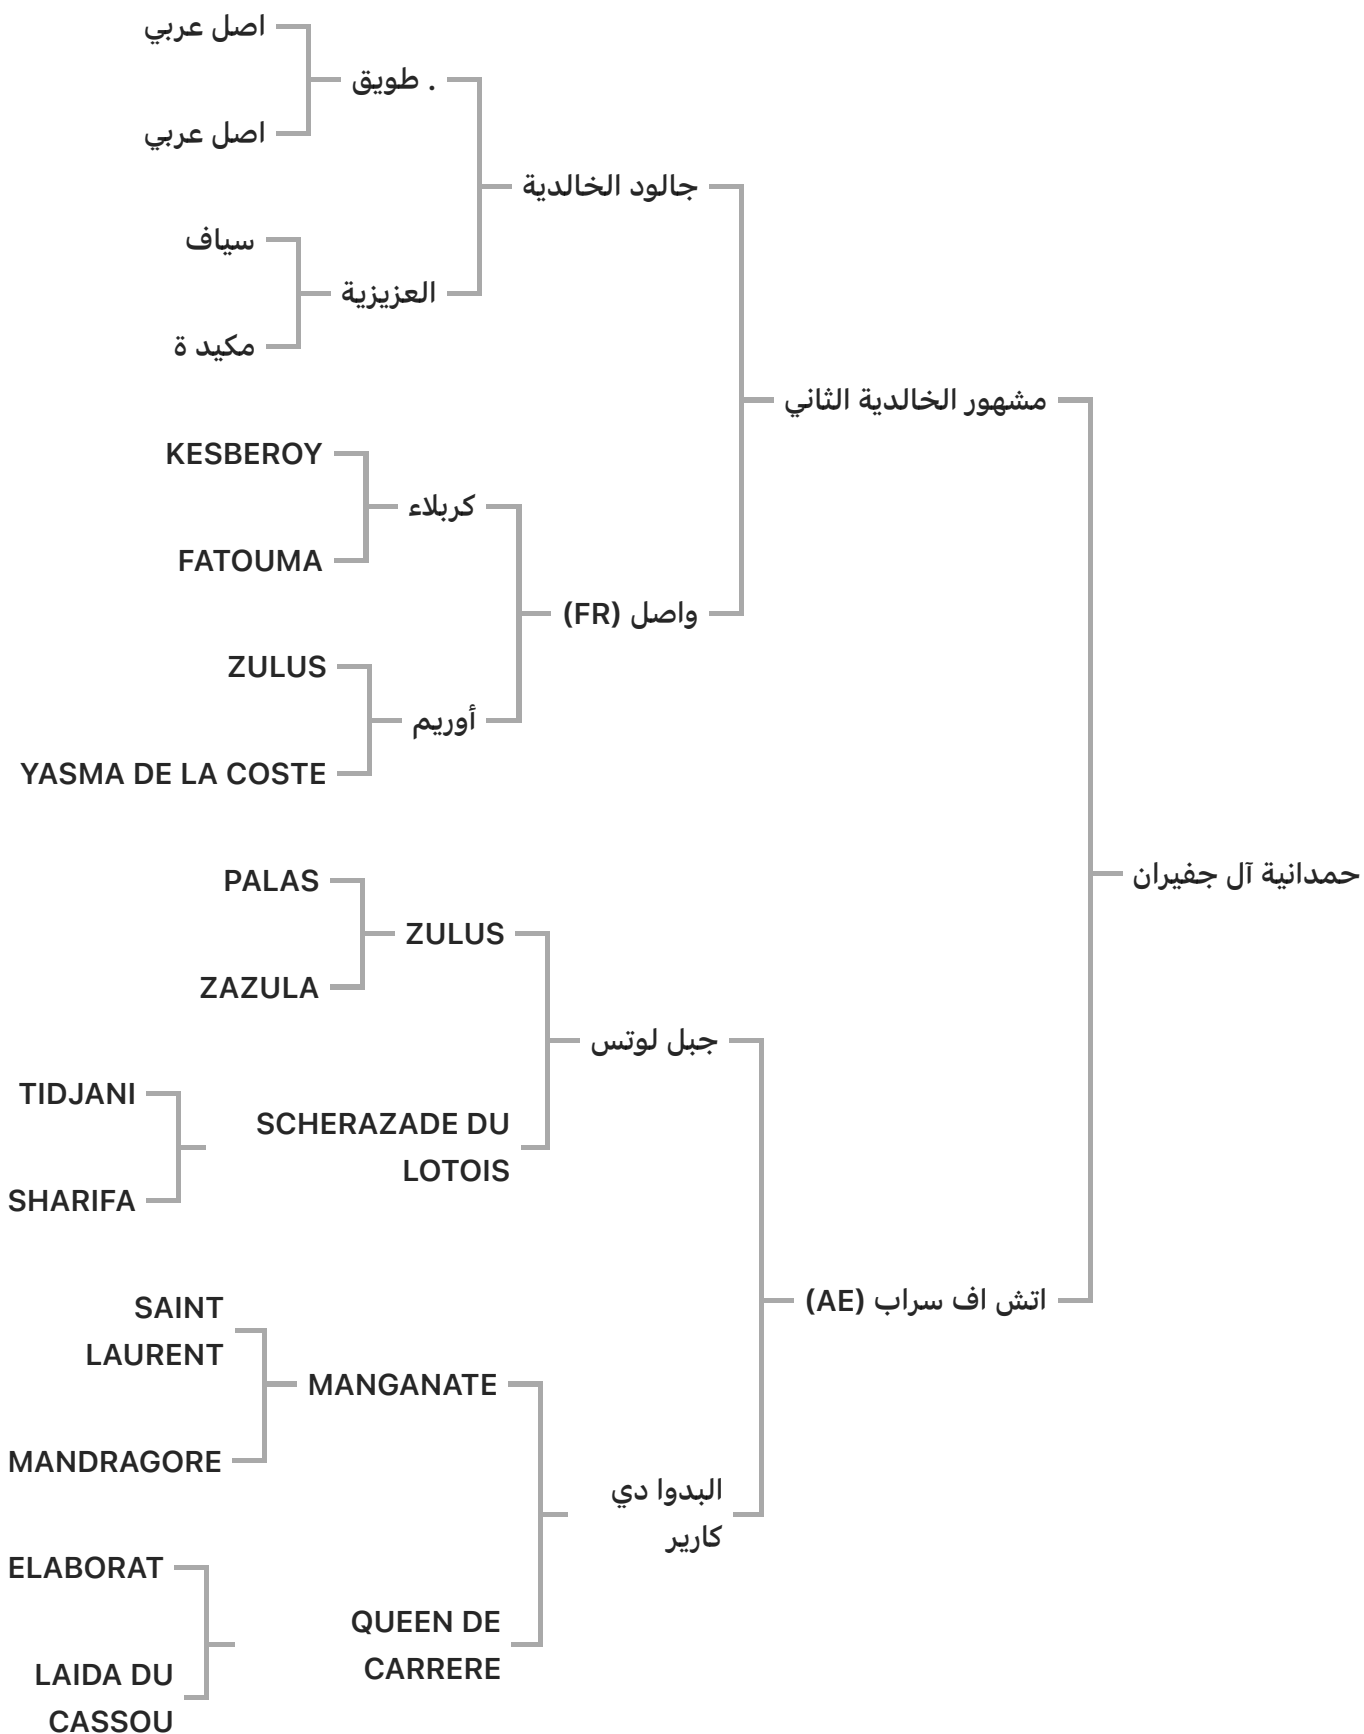 اصل عربي
. طويق
اصل عربي
جالود الخالدية
سياف
العزيزية
مكيد ة
مشهور الخالدية الثاني
KESBEROY
كربلاء
FATOUMA
واصل (FR)
ZULUS
أوريم
YASMA DE LA COSTE
حمدانية آل جفيران
PALAS
ZULUS
ZAZULA
جبل لوتس
TIDJANI
SCHERAZADE DU
LOTOIS
SHARIFA
اتش اف سراب (AE)
SAINT
LAURENT
MANGANATE
MANDRAGORE
البدوا دي
كارير
ELABORAT
QUEEN DE
CARRERE
LAIDA DU
CASSOU